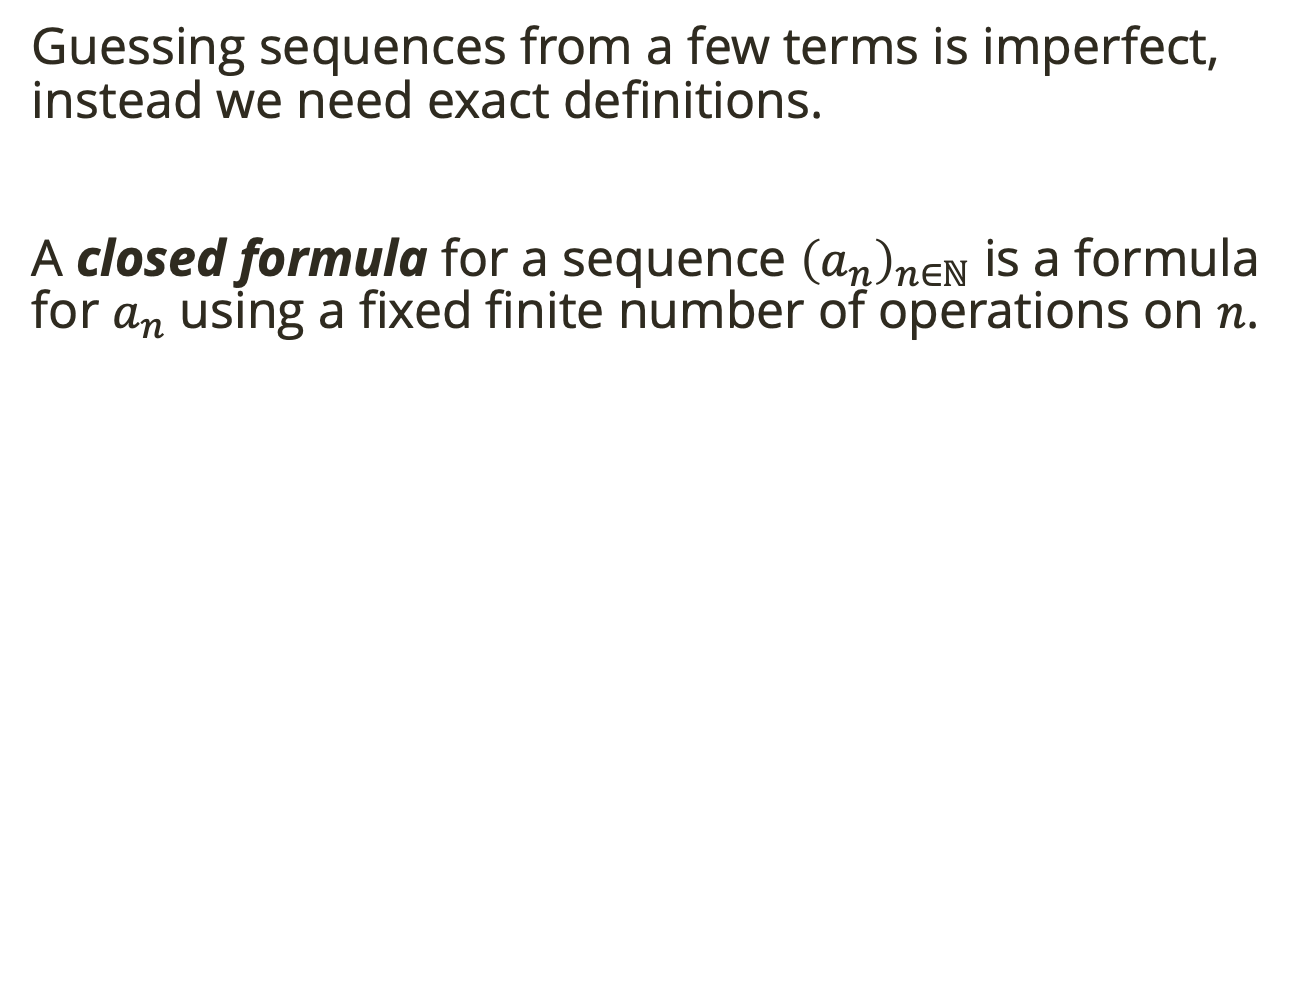 Guessing sequences from a few terms is imperfect,
instead we need exact definitions.
A closed formula for a sequence (aₙ)ₙ∈ℕ is a formula
for aₙ using a fixed finite number of operations on n.